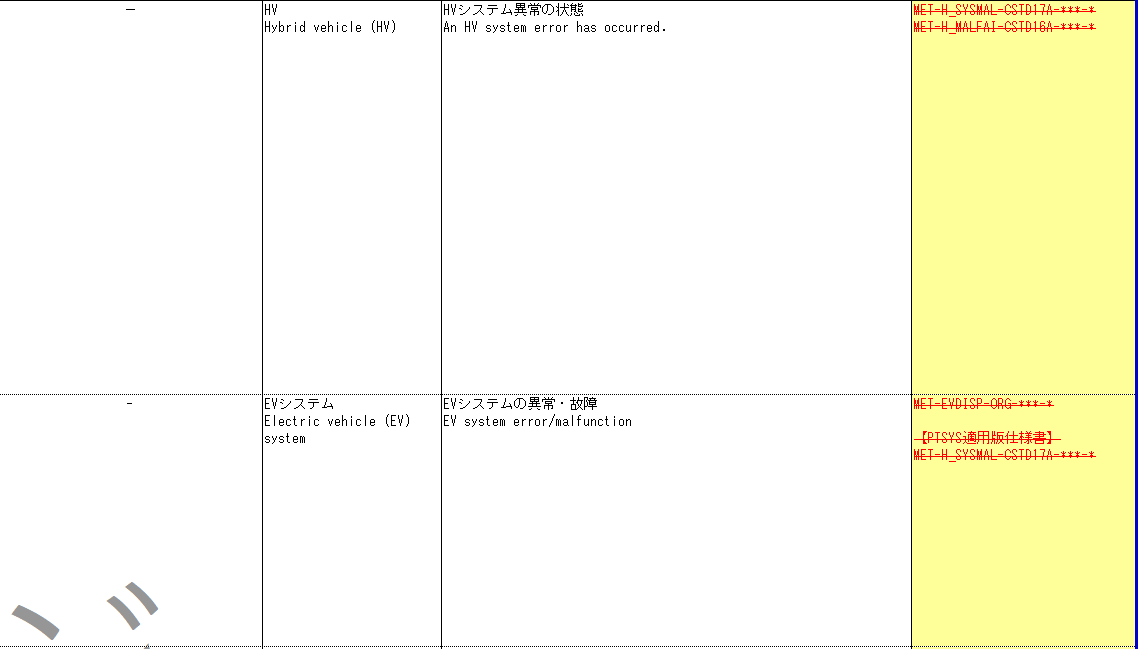 — HV HVシステム異常の状態 MET-H_SYSMAL-CSTD17A-***-*
Hybrid vehicle (HV) An HV system error has occurred. MET-H_MALFAI-CSTD16A-***-*
- EVシステム EVシステムの異常・故障 MET-EVDISP-ORG-***-*
Electric vehicle (EV) EV system error/malfunction
system 【PTSYS適用版仕様書】
MET-H_SYSMAL-CSTD17A-***-*